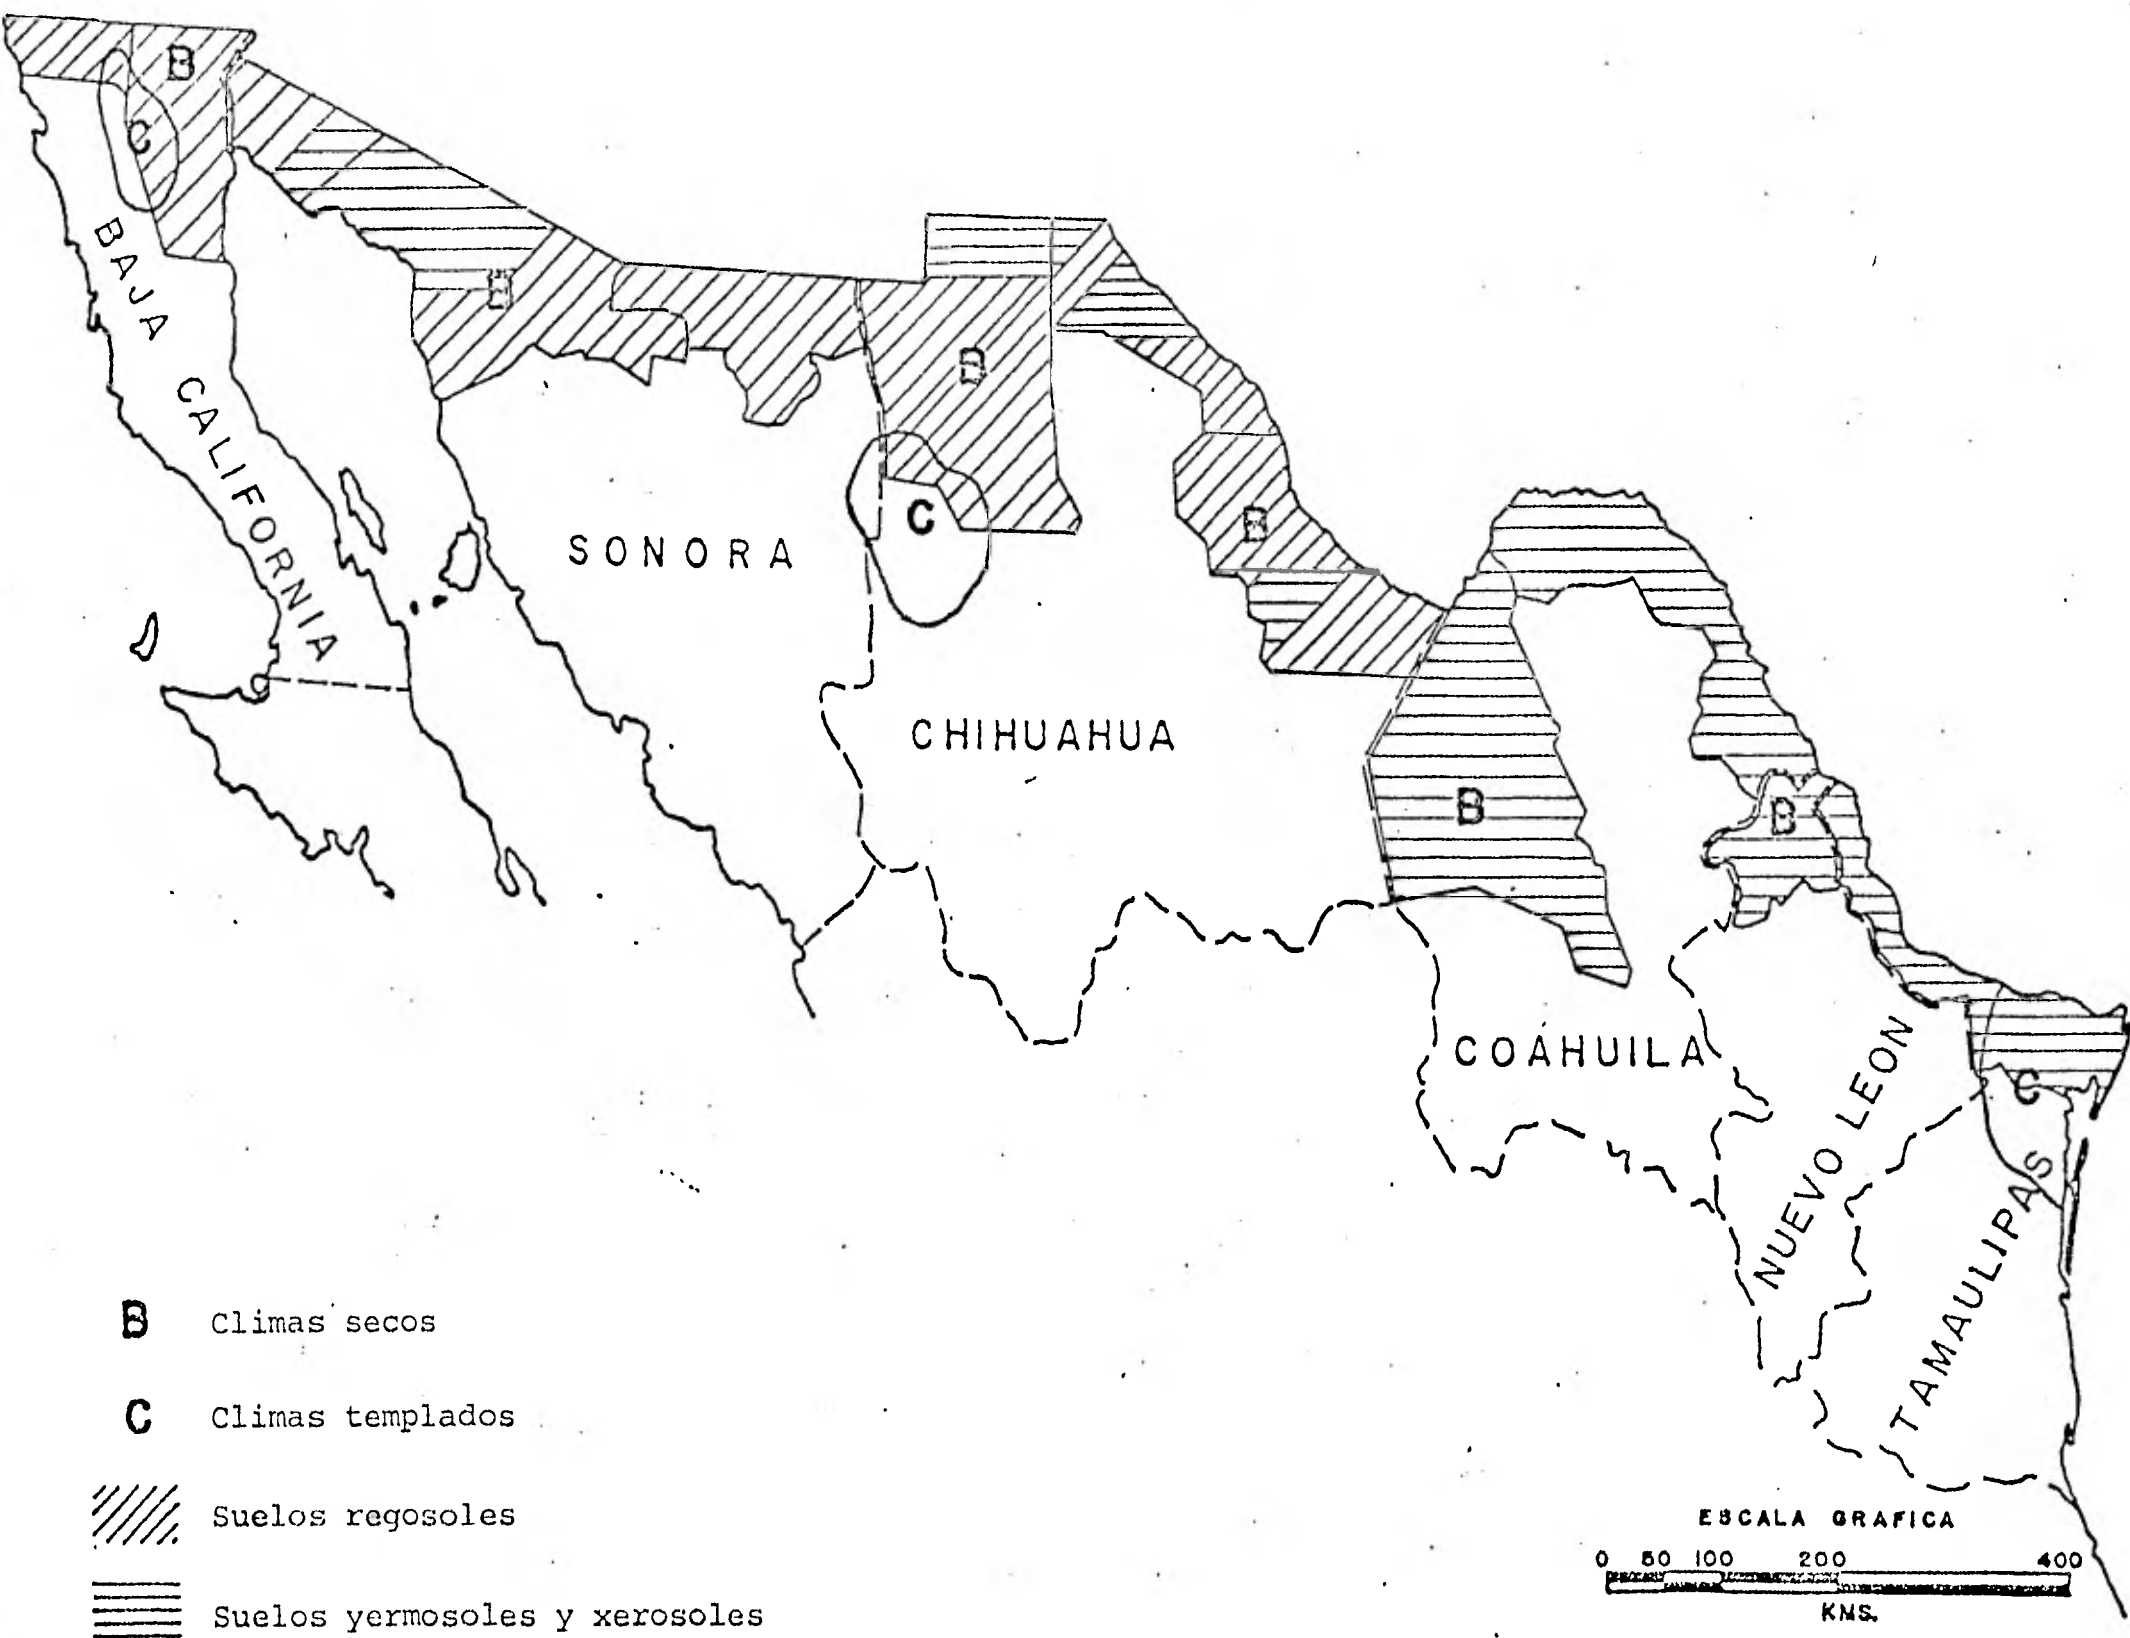 B
C
B
B
B
B
B
C
C
BAJA CALIFORNIA
SONORA
CHIHUAHUA
COAHUILA
NUEVO LEON
TAMAULIPAS
B Climas secos
C Climas templados
Suelos regosoles
Suelos yermosoles y xerosoles
ESCALA GRAFICA
0 50 100 200 400
KMS.